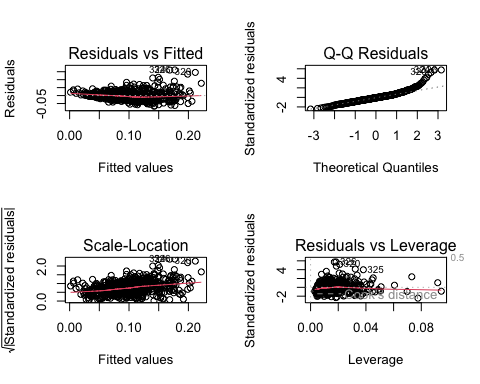 Residuals vs Fitted
Residuals
-0.05
0.00 0.10 0.20
Fitted values
Q-Q Residuals
Standardized residuals
-2 4
-3 -2 -1 0 1 2 3
Theoretical Quantiles
Scale-Location
√|Standardized residuals|
0.0 2.0
0.00 0.10 0.20
Fitted values
Residuals vs Leverage
Standardized residuals
-2 4
325
0.5
Cook's distance
0.00 0.04 0.08
Leverage